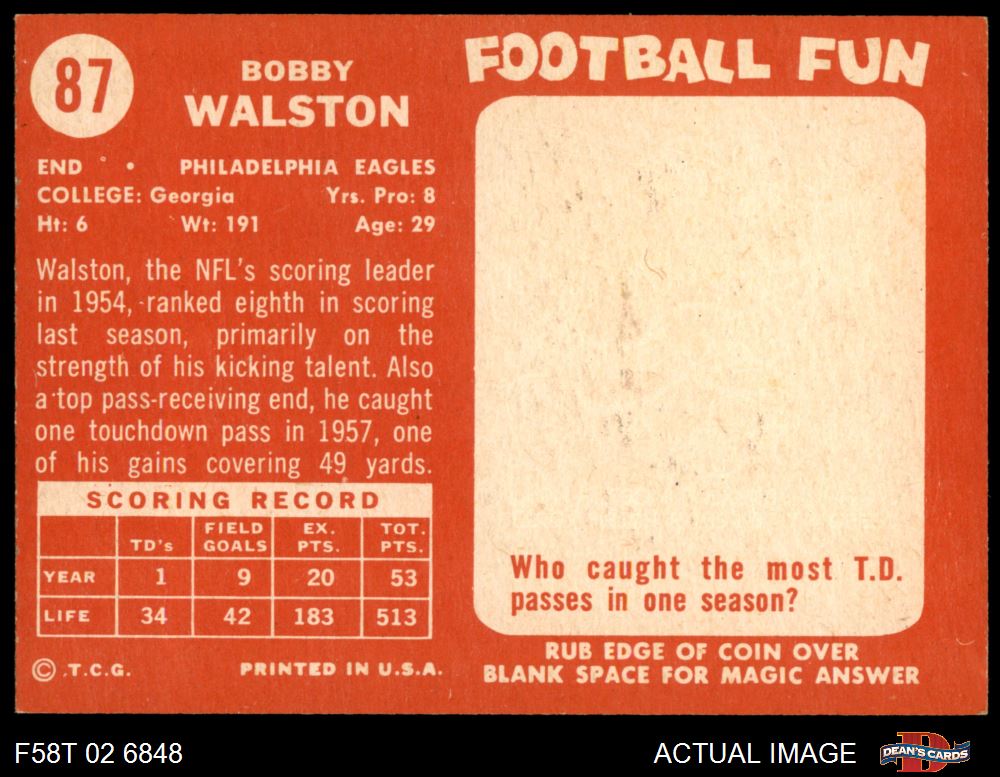 87
BOBBY
WALSTON
END • PHILADELPHIA EAGLES
COLLEGE: Georgia Yrs. Pro: 8
Ht: 6 Wt: 191 Age: 29
Walston, the NFL's scoring leader
in 1954, ranked eighth in scoring
last season, primarily on the
strength of his kicking talent. Also
a top pass-receiving end, he caught
one touchdown pass in 1957, one
of his gains covering 49 yards.
SCORING RECORD
TD's FIELD GOALS EX. PTS. TOT. PTS.
YEAR 1 9 20 53
LIFE 34 42 183 513
© T.C.G. PRINTED IN U.S.A.
FOOTBALL FUN
Who caught the most T.D.
passes in one season?
RUB EDGE OF COIN OVER
BLANK SPACE FOR MAGIC ANSWER
F58T 02 6848
ACTUAL IMAGE
D
DEAN'S CARDS